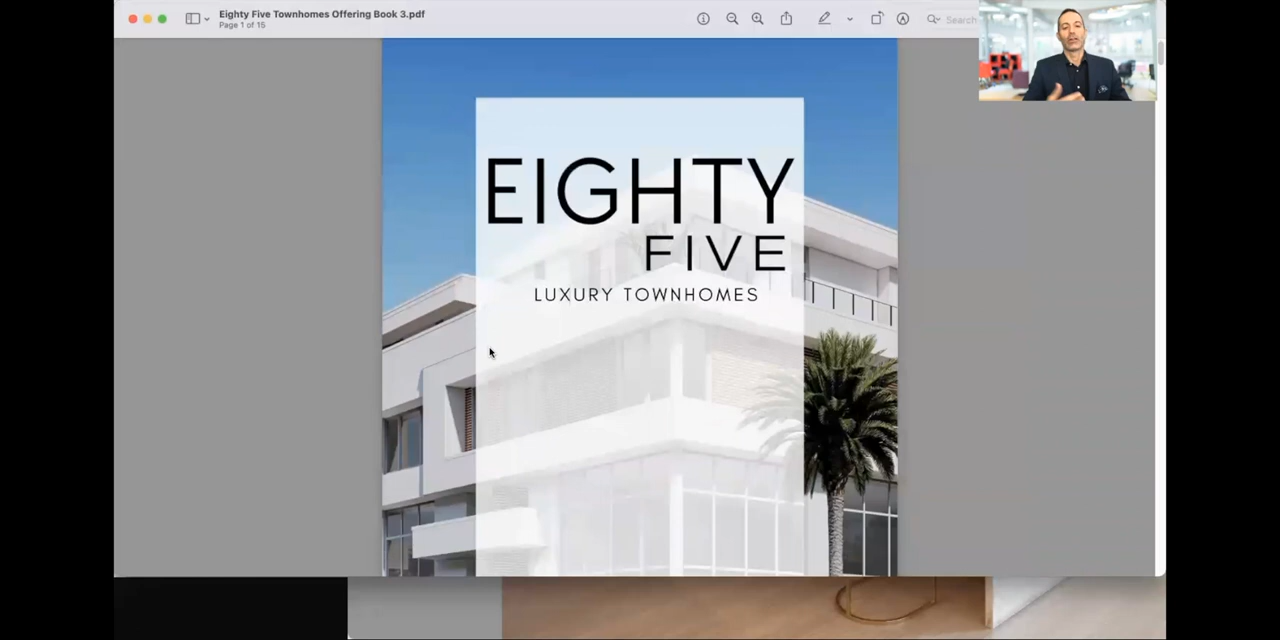 Eighty Five Townhomes Offering Book 3.pdf
Page 1 of 15
Search
EIGHTY
FIVE
LUXURY TOWNHOMES